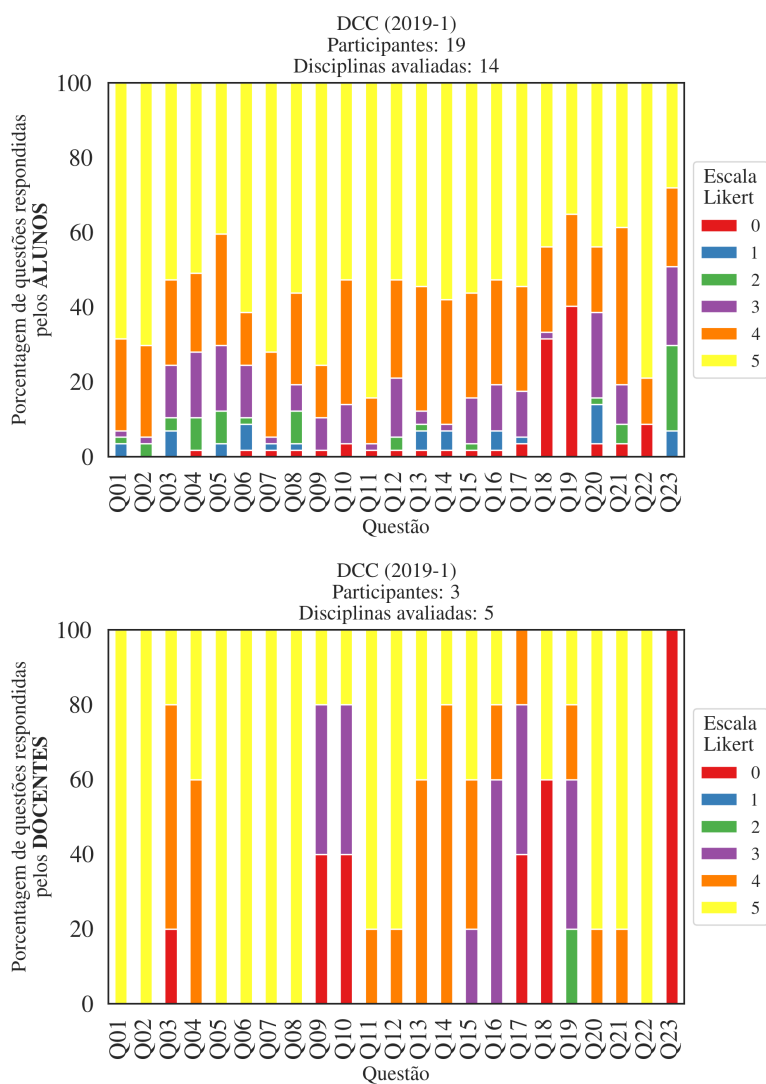 DCC (2019-1)
Participantes: 19
Disciplinas avaliadas: 14
Porcentagem de questões respondidas
pelos ALUNOS
100
80
60
40
20
0
Q01 Q02 Q03 Q04 Q05 Q06 Q07 Q08 Q09 Q10 Q11 Q12 Q13 Q14 Q15 Q16 Q17 Q18 Q19 Q20 Q21 Q22 Q23
Questão
Escala
Likert
0
1
2
3
4
5
DCC (2019-1)
Participantes: 3
Disciplinas avaliadas: 5
Porcentagem de questões respondidas
pelos DOCENTES
100
80
60
40
20
0
Q01 Q02 Q03 Q04 Q05 Q06 Q07 Q08 Q09 Q10 Q11 Q12 Q13 Q14 Q15 Q16 Q17 Q18 Q19 Q20 Q21 Q22 Q23
Questão
Escala
Likert
0
1
2
3
4
5